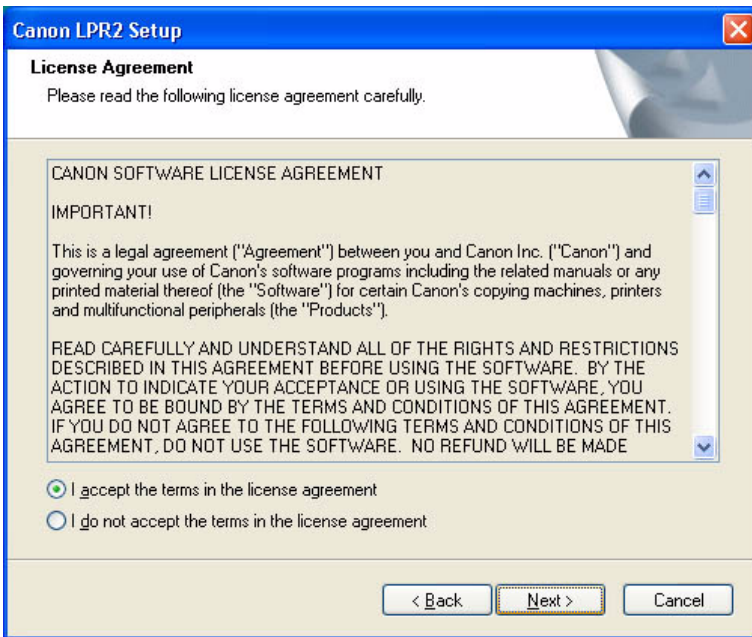 Canon LPR2 Setup
License Agreement
Please read the following license agreement carefully.
CANON SOFTWARE LICENSE AGREEMENT
IMPORTANT!
This is a legal agreement ("Agreement") between you and Canon Inc. ("Canon") and
governing your use of Canon's software programs including the related manuals or any
printed material thereof (the "Software") for certain Canon's copying machines, printers
and multifunctional peripherals (the "Products").
READ CAREFULLY AND UNDERSTAND ALL OF THE RIGHTS AND RESTRICTIONS
DESCRIBED IN THIS AGREEMENT BEFORE USING THE SOFTWARE.  BY THE
ACTION TO INDICATE YOUR ACCEPTANCE OR USING THE SOFTWARE, YOU
AGREE TO BE BOUND BY THE TERMS AND CONDITIONS OF THIS AGREEMENT.
IF YOU DO NOT AGREE TO THE FOLLOWING TERMS AND CONDITIONS OF THIS
AGREEMENT, DO NOT USE THE SOFTWARE.  NO REFUND WILL BE MADE
I accept the terms in the license agreement
I do not accept the terms in the license agreement
< Back
Next >
Cancel